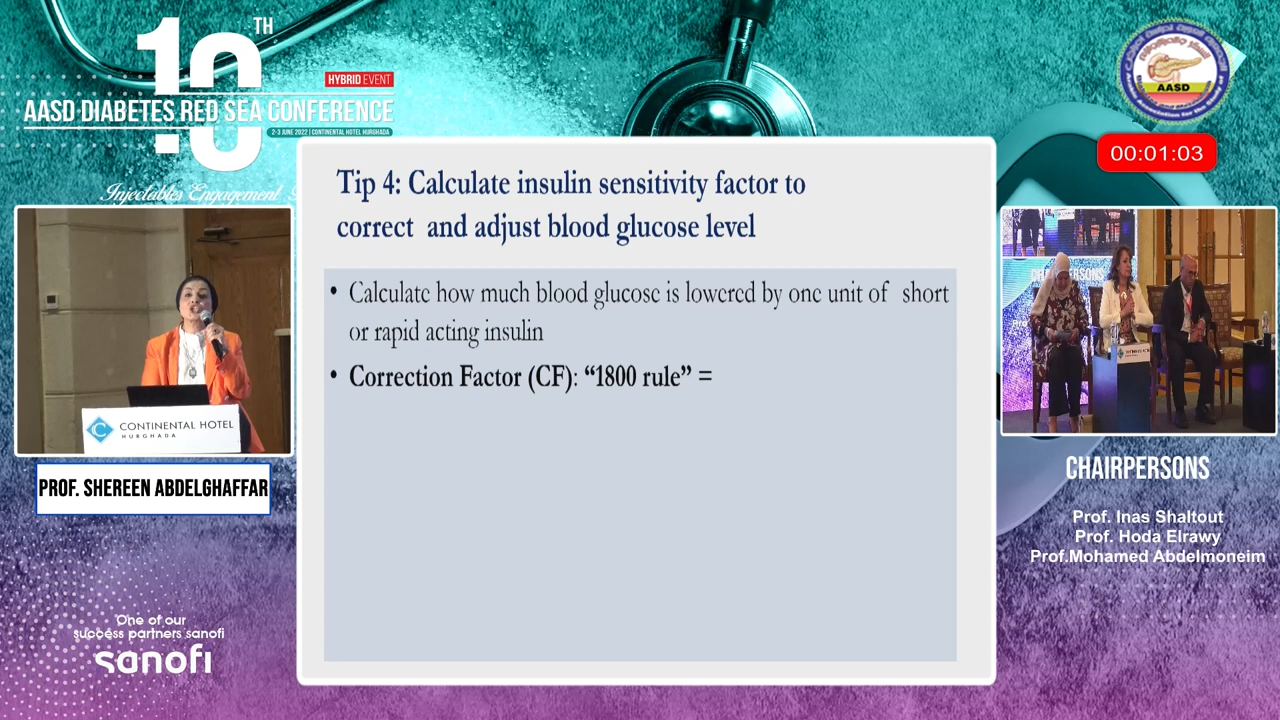 10TH
HYBRID EVENT
AASD DIABETES RED SEA CONFERENCE
2-3 JUNE 2022 | CONTINENTAL HOTEL HURGHADA
Injectables Engagement
AASD
00:01:03
Tip 4: Calculate insulin sensitivity factor to
correct and adjust blood glucose level
• Calculate how much blood glucose is lowered by one unit of short
or rapid acting insulin
• Correction Factor (CF): “1800 rule” =
CONTINENTAL HOTEL
HURGHADA
PROF. SHEREEN ABDELGHAFFAR
CHAIRPERSONS
Prof. Inas Shaltout
Prof. Hoda Elrawy
Prof.Mohamed Abdelmoneim
One of our
success partners sanofi
sanofi